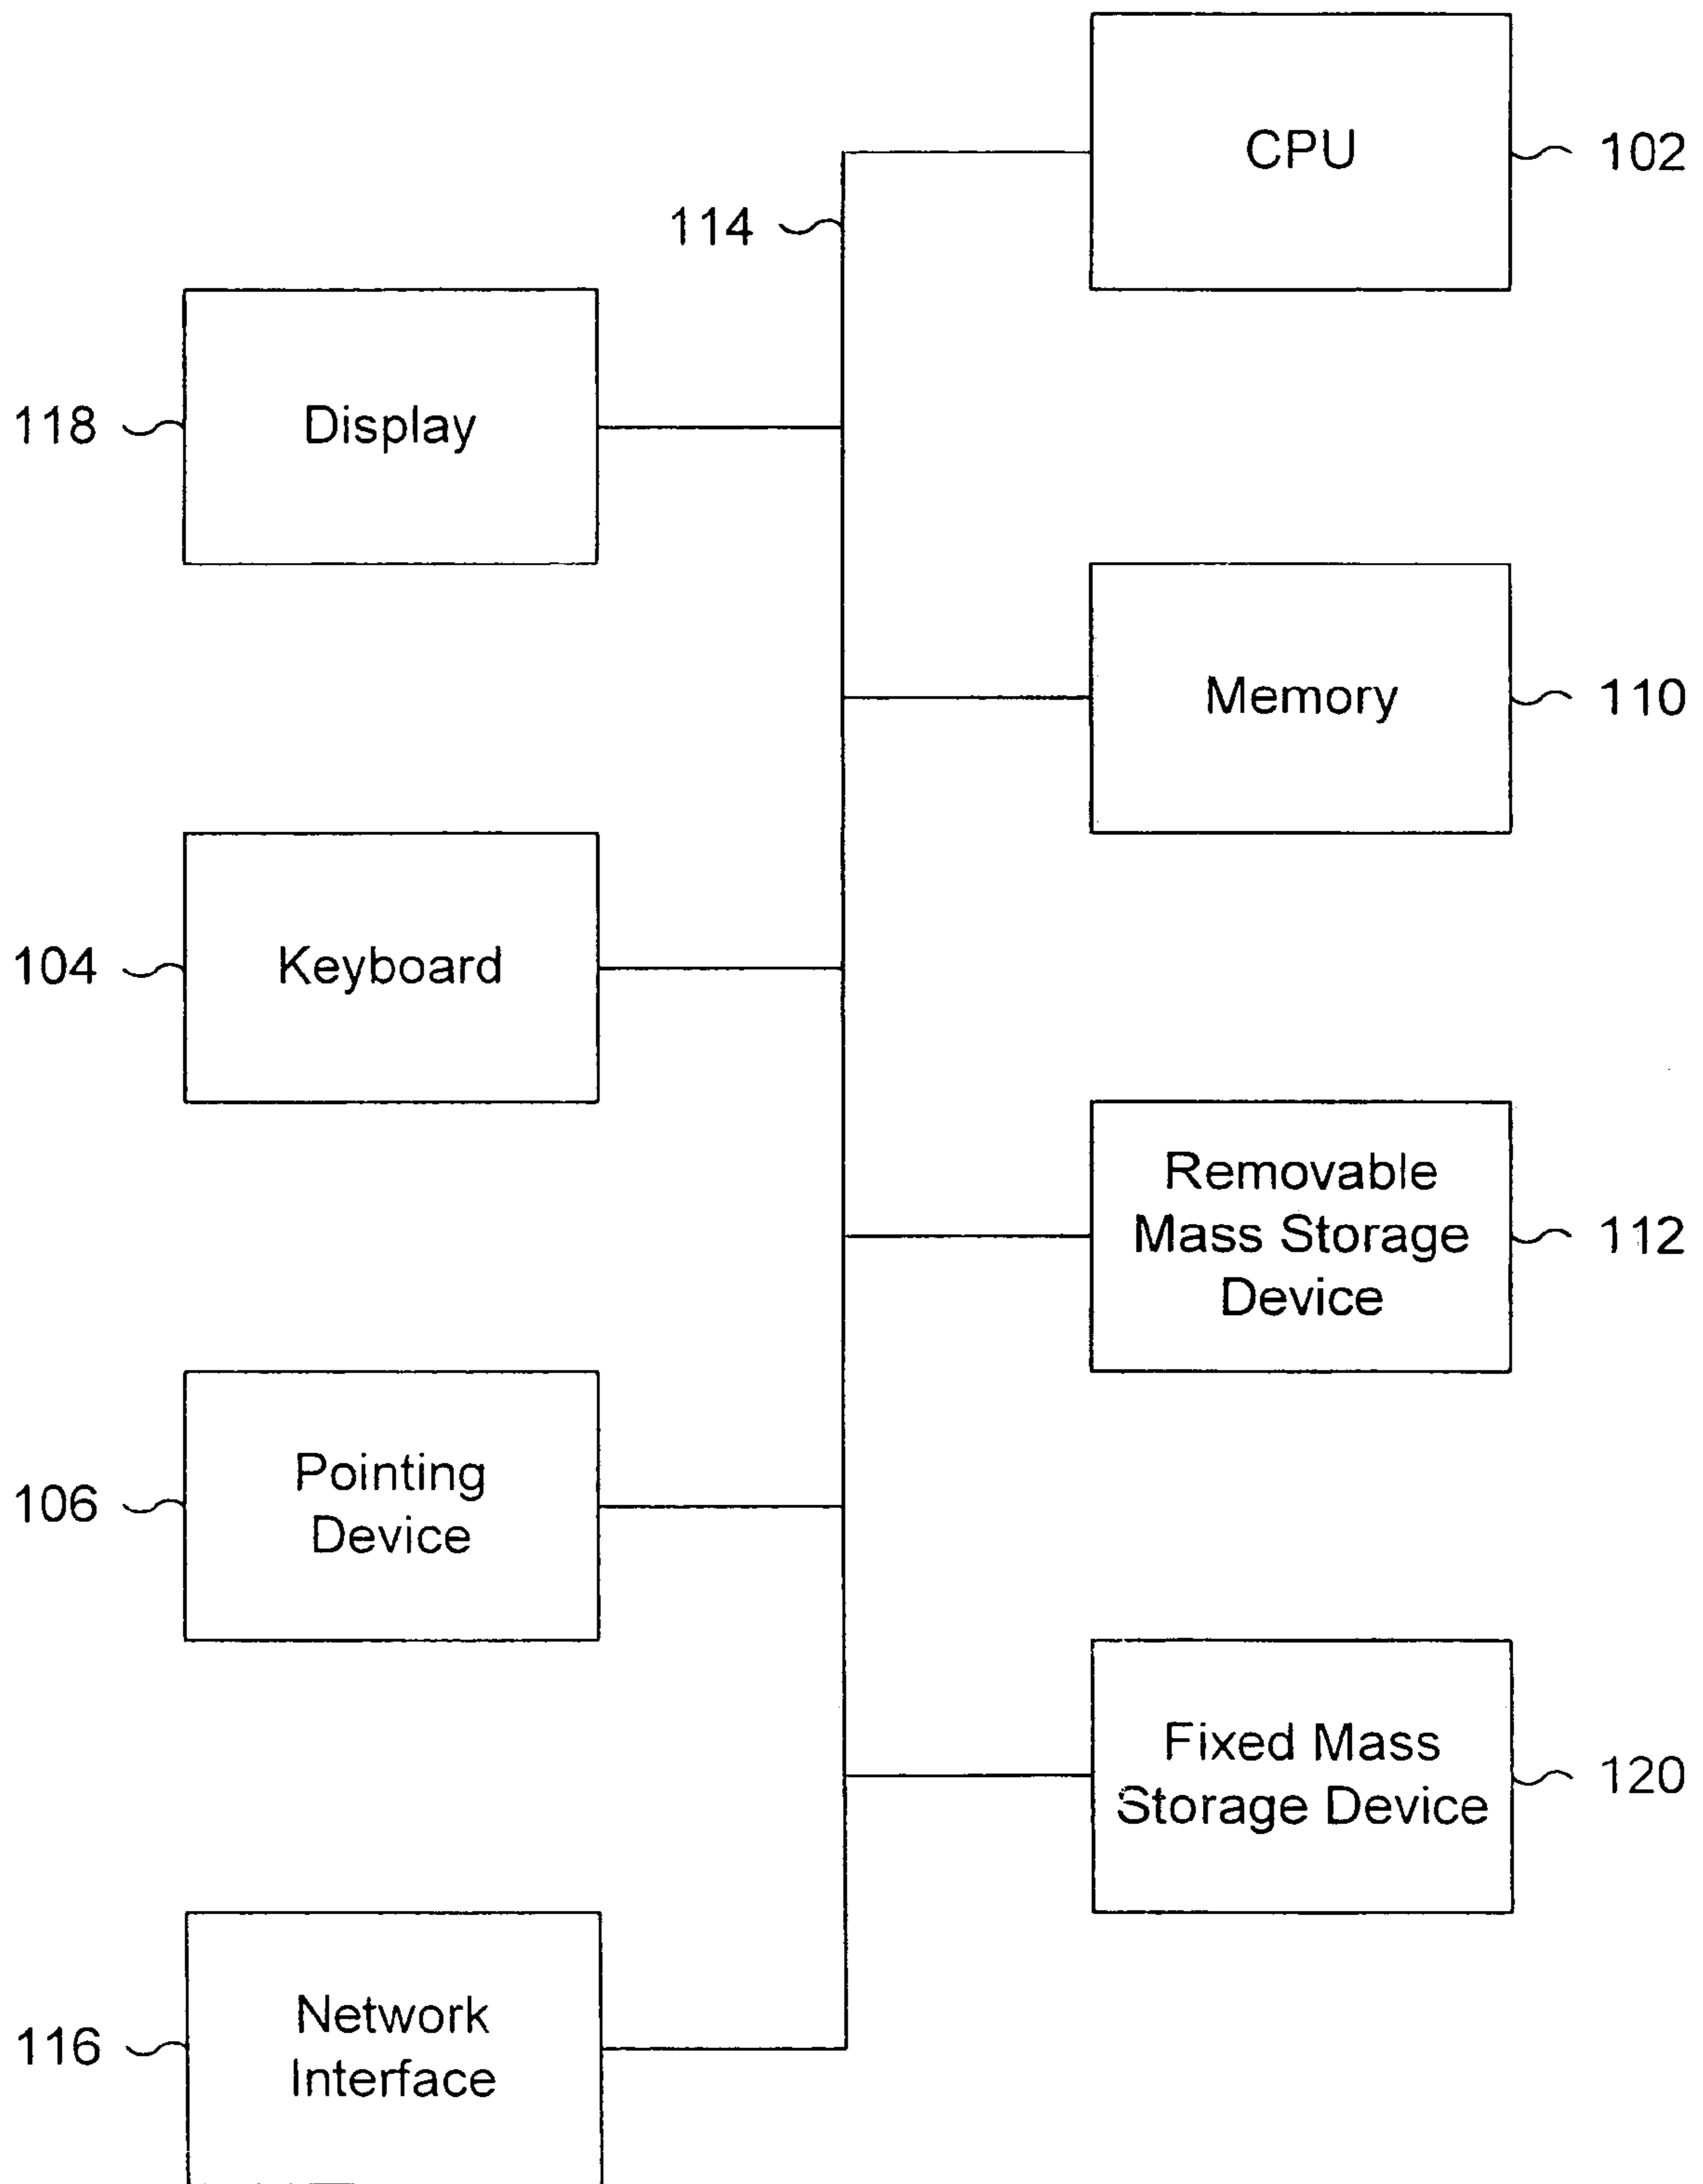 CPU
102
114
118
Display
Memory
110
104
Keyboard
Removable
Mass Storage
Device
112
106
Pointing
Device
Fixed Mass
Storage Device
120
116
Network
Interface